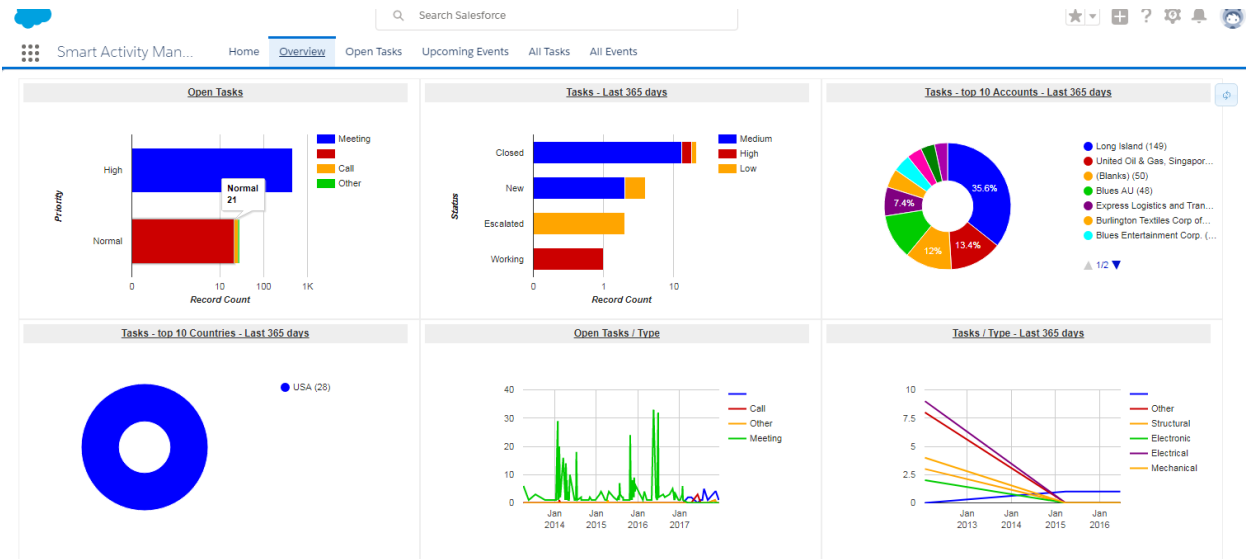 Search Salesforce
Smart Activity Man... Home Overview Open Tasks Upcoming Events All Tasks All Events
Open Tasks
Meeting
Call
Other
High
Normal
21
Priority
Normal
0 10 100 1K
Record Count
Tasks - Last 365 days
Medium
High
Low
Closed
New
Status
Escalated
Working
0 1 10
Record Count
Tasks - top 10 Accounts - Last 365 days
35.6%
13.4%
12%
7.4%
Long Island (149)
United Oil & Gas, Singapor...
(Blanks) (50)
Blues AU (48)
Express Logistics and Tran...
Burlington Textiles Corp of...
Blues Entertainment Corp. (...
1/2
Tasks - top 10 Countries - Last 365 days
USA (28)
Open Tasks / Type
40
30
20
10
0
Jan Jan Jan Jan
2014 2015 2016 2017
Call
Other
Meeting
Tasks / Type - Last 365 days
10
7.5
5
2.5
0
Jan Jan Jan Jan
2013 2014 2015 2016
Other
Structural
Electronic
Electrical
Mechanical